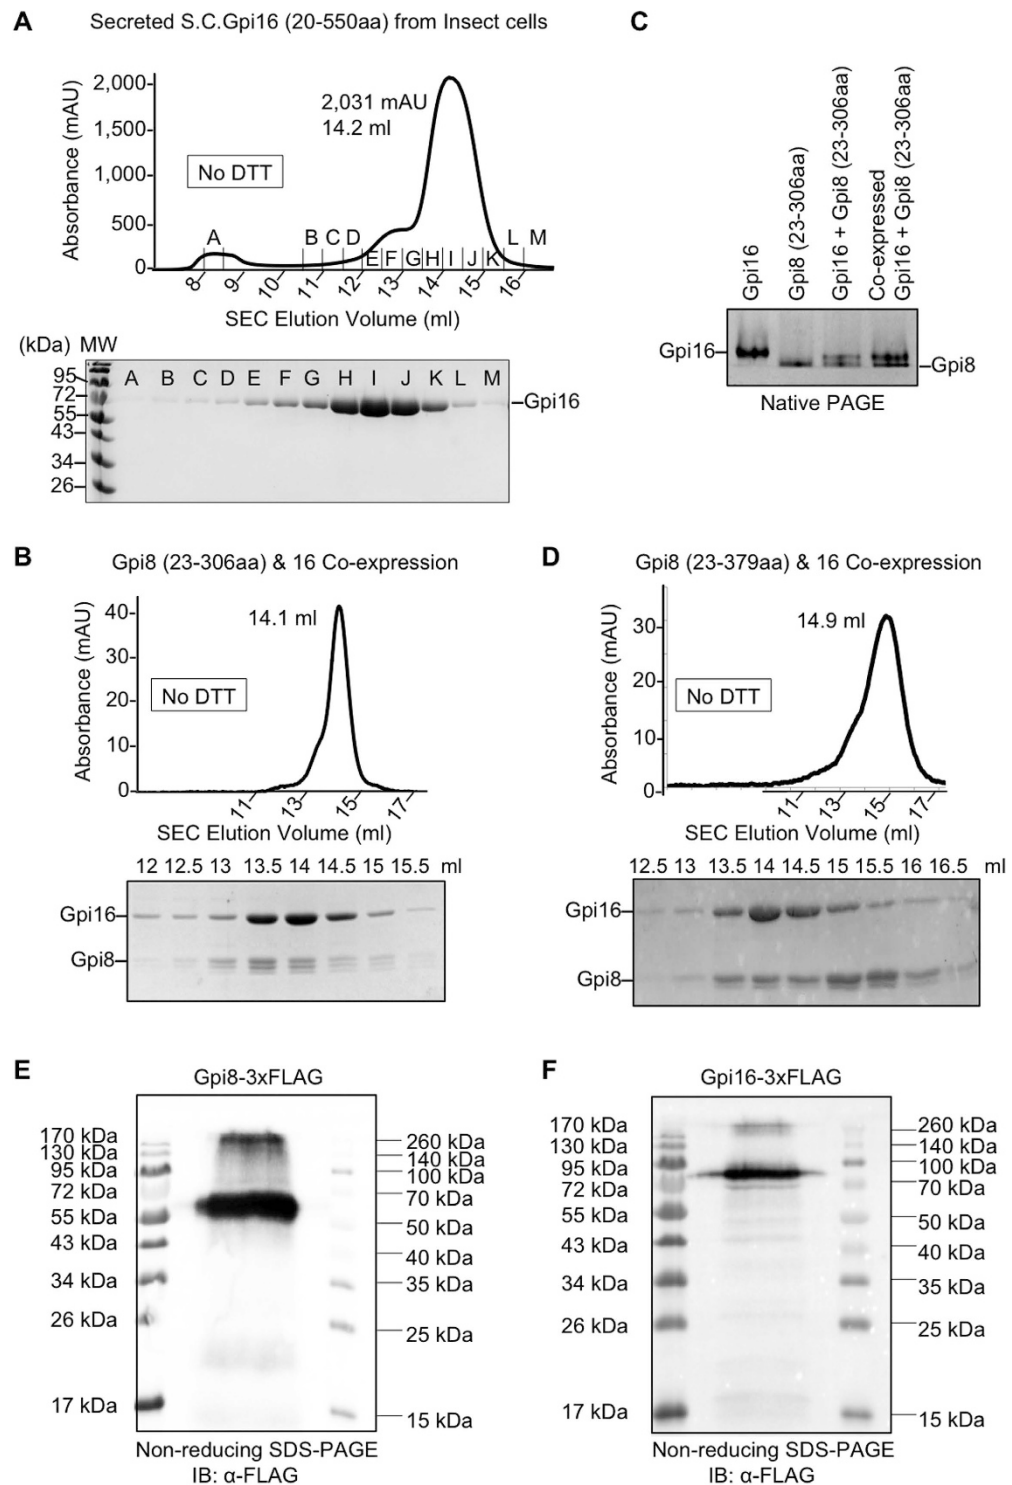 A
Secreted S.C.Gpi16 (20-550aa) from Insect cells
Absorbance (mAU)
2,000
1,500
1,000
500
0
2,031 mAU
14.2 ml
No DTT
A B C D E F G H I J K L M
8 9 10 11 12 13 14 15 16
SEC Elution Volume (ml)
(kDa) MW
A B C D E F G H I J K L M
95
72
55
43
34
26
Gpi16
C
Gpi16
Gpi8 (23-306aa)
Gpi16 + Gpi8 (23-306aa)
Co-expressed
Gpi16 + Gpi8 (23-306aa)
Gpi16
Gpi8
Native PAGE
B
Gpi8 (23-306aa) & 16 Co-expression
Absorbance (mAU)
40
30
20
10
0
14.1 ml
No DTT
11 13 15 17
SEC Elution Volume (ml)
12 12.5 13 13.5 14 14.5 15 15.5 ml
Gpi16
Gpi8
D
Gpi8 (23-379aa) & 16 Co-expression
Absorbance (mAU)
30
20
10
0
14.9 ml
No DTT
11 13 15 17
SEC Elution Volume (ml)
12.5 13 13.5 14 14.5 15 15.5 16 16.5 ml
Gpi16
Gpi8
E
Gpi8-3xFLAG
170 kDa
130 kDa
95 kDa
72 kDa
55 kDa
43 kDa
34 kDa
26 kDa
17 kDa
260 kDa
140 kDa
100 kDa
70 kDa
50 kDa
40 kDa
35 kDa
25 kDa
15 kDa
Non-reducing SDS-PAGE
IB: α-FLAG
F
Gpi16-3xFLAG
170 kDa
130 kDa
95 kDa
72 kDa
55 kDa
43 kDa
34 kDa
26 kDa
17 kDa
260 kDa
140 kDa
100 kDa
70 kDa
50 kDa
40 kDa
35 kDa
25 kDa
15 kDa
Non-reducing SDS-PAGE
IB: α-FLAG